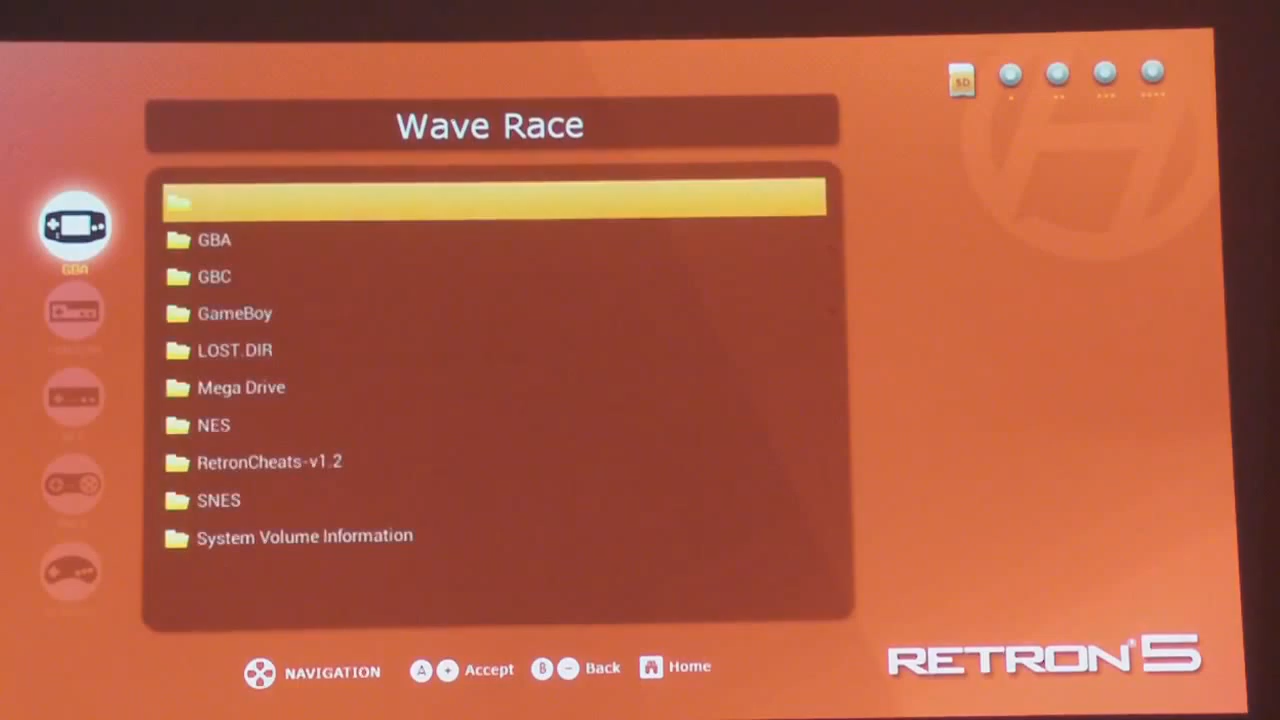 SD
Wave Race
GBA
GBA
GBC
GameBoy
LOST.DIR
Mega Drive
NES
RetronCheats-v1.2
SNES
System Volume Information
NAVIGATION
A + Accept
B - Back
Home
RETRON 5